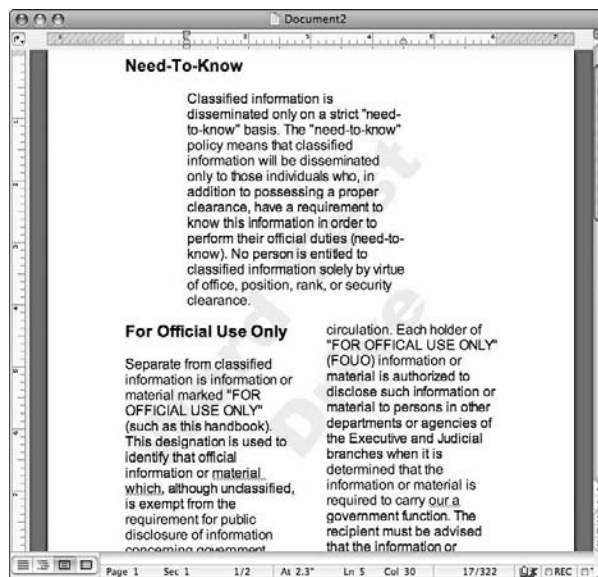 Document2
Need-To-Know
Classified information is
disseminated only on a strict "need-
to-know" basis. The "need-to-know"
policy means that classified
information will be disseminated
only to those individuals who, in
addition to possessing a proper
clearance, have a requirement to
know this information in order to
perform their official duties (need-to-
know). No person is entitled to
classified information solely by virtue
of office, position, rank, or security
clearance.
For Official Use Only
Separate from classified
information is information or
material marked "FOR
OFFICIAL USE ONLY"
(such as this handbook).
This designation is used to
identify that official
information or material
which, although unclassified,
is exempt from the
requirement for public
disclosure of information
concerning government
circulation. Each holder of
"FOR OFFICAL USE ONLY"
(FOUO) information or
material is authorized to
disclose such information or
material to persons in other
departments or agencies of
the Executive and Judicial
branches when it is
determined that the
information or material is
required to carry our a
government function. The
recipient must be advised
that the information or
Page 1 Sec 1 1/2 At 2.3" Ln 5 Col 30 17/322 REC